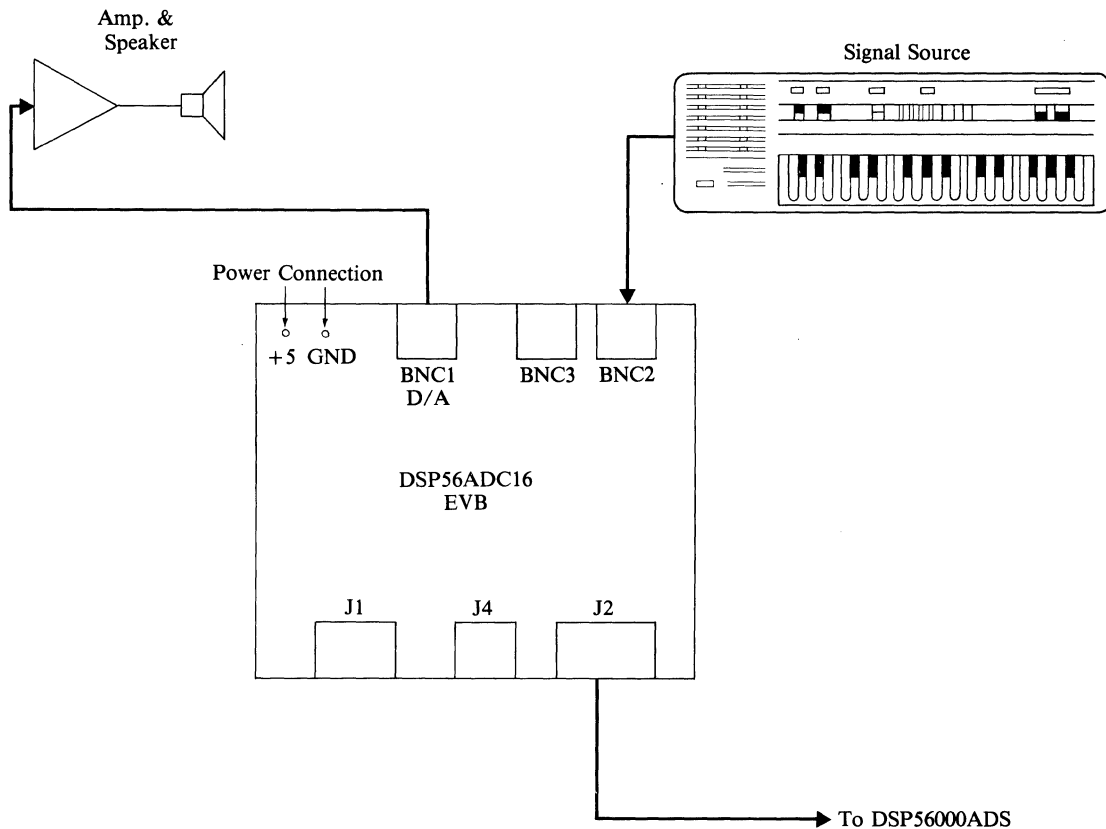 Amp. &
Speaker
Signal Source
Power Connection
+5 GND
BNC1
D/A
BNC3
BNC2
DSP56ADC16
EVB
J1
J4
J2
To DSP56000ADS